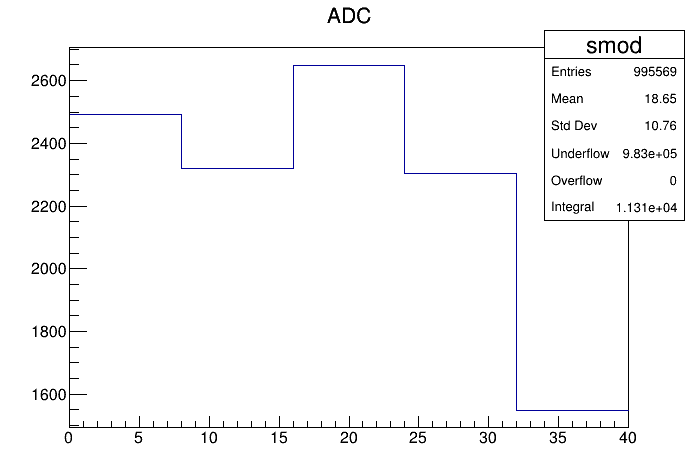 ADC
smod
Entries 995569
Mean 18.65
Std Dev 10.76
Underflow 9.83e+05
Overflow 0
Integral 1.131e+04
2600
2400
2200
2000
1800
1600
0 5 10 15 20 25 30 35 40